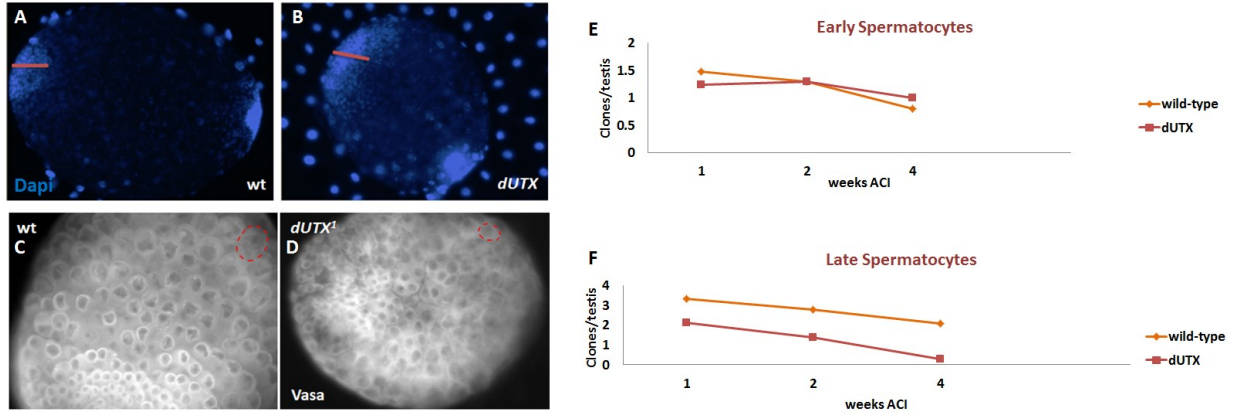 A
B
Dapi
wt
dUTX
wt
C
dUTX¹
D
Vasa
E
Early Spermatocytes
Clones/testis
2
1.5
1
0.5
0
1
2
4
weeks ACI
wild-type
dUTX
F
Late Spermatocytes
Clones/testis
4
3
2
1
0
1
2
4
weeks ACI
wild-type
dUTX